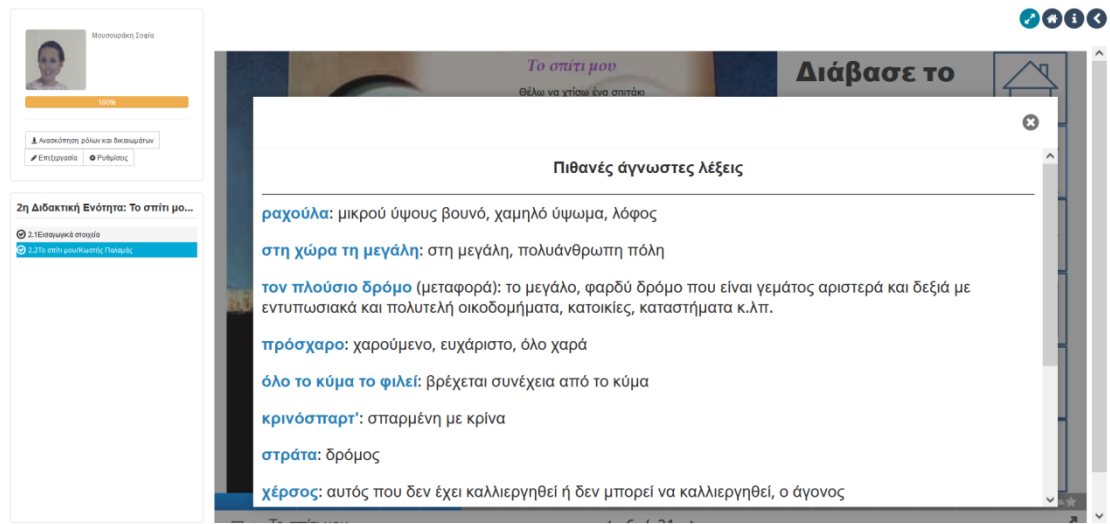 Μουσουράκη Σοφία
100%
Ανασκόπηση ρόλων και δικαιωμάτων
Επεξεργασία Ρυθμίσεις
2η Διδακτική Ενότητα: Το σπίτι μο...
2.1Εισαγωγικά στοιχεία
2.2Το σπίτι μου/Κωστής Παλαμάς
Το σπίτι μου
Θέλω να χτίσω ένα σπιτάκι
Διάβασε το
Πιθανές άγνωστες λέξεις
ραχούλα: μικρού ύψους βουνό, χαμηλό ύψωμα, λόφος
στη χώρα τη μεγάλη: στη μεγάλη, πολυάνθρωπη πόλη
τον πλούσιο δρόμο (μεταφορά): το μεγάλο, φαρδύ δρόμο που είναι γεμάτος αριστερά και δεξιά με
εντυπωσιακά και πολυτελή οικοδομήματα, κατοικίες, καταστήματα κ.λπ.
πρόσχαρο: χαρούμενο, ευχάριστο, όλο χαρά
όλο το κύμα το φιλεί: βρέχεται συνέχεια από το κύμα
κρινόσπαρτ': σπαρμένη με κρίνα
στράτα: δρόμος
χέρσος: αυτός που δεν έχει καλλιεργηθεί ή δεν μπορεί να καλλιεργηθεί, ο άγονος